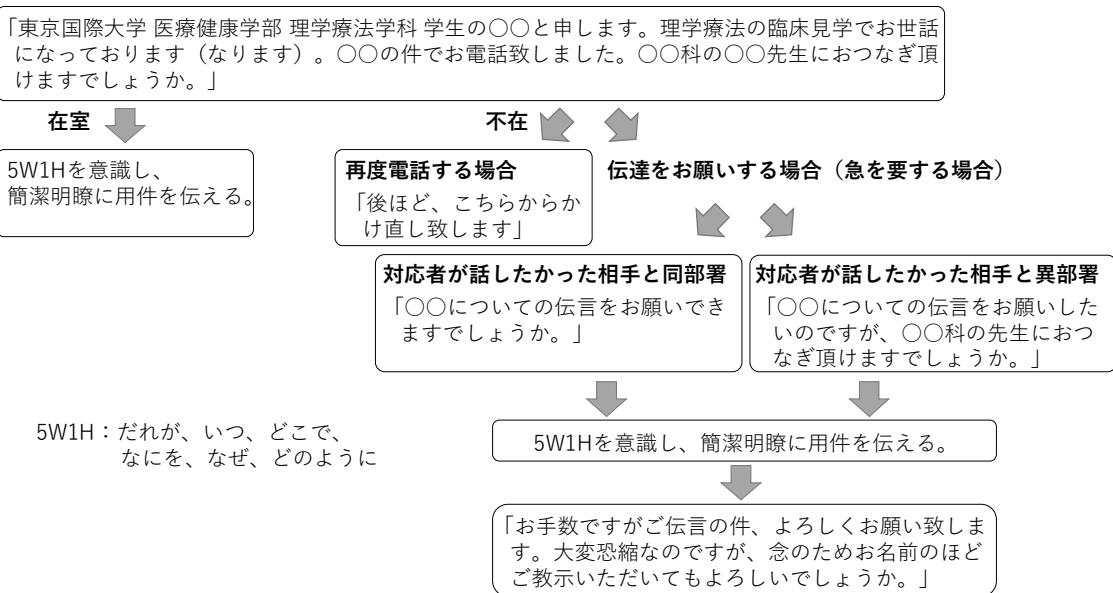 「東京国際大学 医療健康学部 理学療法学科 学生の〇〇と申します。理学療法の臨床見学でお世話
になっております（なります）。〇〇の件でお電話致しました。〇〇科の〇〇先生におつなぎ頂
けますでしょうか。」
在室
不在
5W1Hを意識し、
簡潔明瞭に用件を伝える。
再度電話する場合
「後ほど、こちらからか
け直し致します」
伝達をお願いする場合（急を要する場合）
対応者が話したかった相手と同部署
「〇〇についての伝言をお願いでき
ますでしょうか。」
対応者が話したかった相手と異部署
「〇〇についての伝言をお願いした
いのですが、〇〇科の先生におつ
なぎ頂けますでしょうか。」
5W1H：だれが、いつ、どこで、
なにを、なぜ、どのように
5W1Hを意識し、簡潔明瞭に用件を伝える。
「お手数ですがご伝言の件、よろしくお願い致しま
す。大変恐縮なのですが、念のためお名前のほど
ご教示いただいてもよろしいでしょうか。」